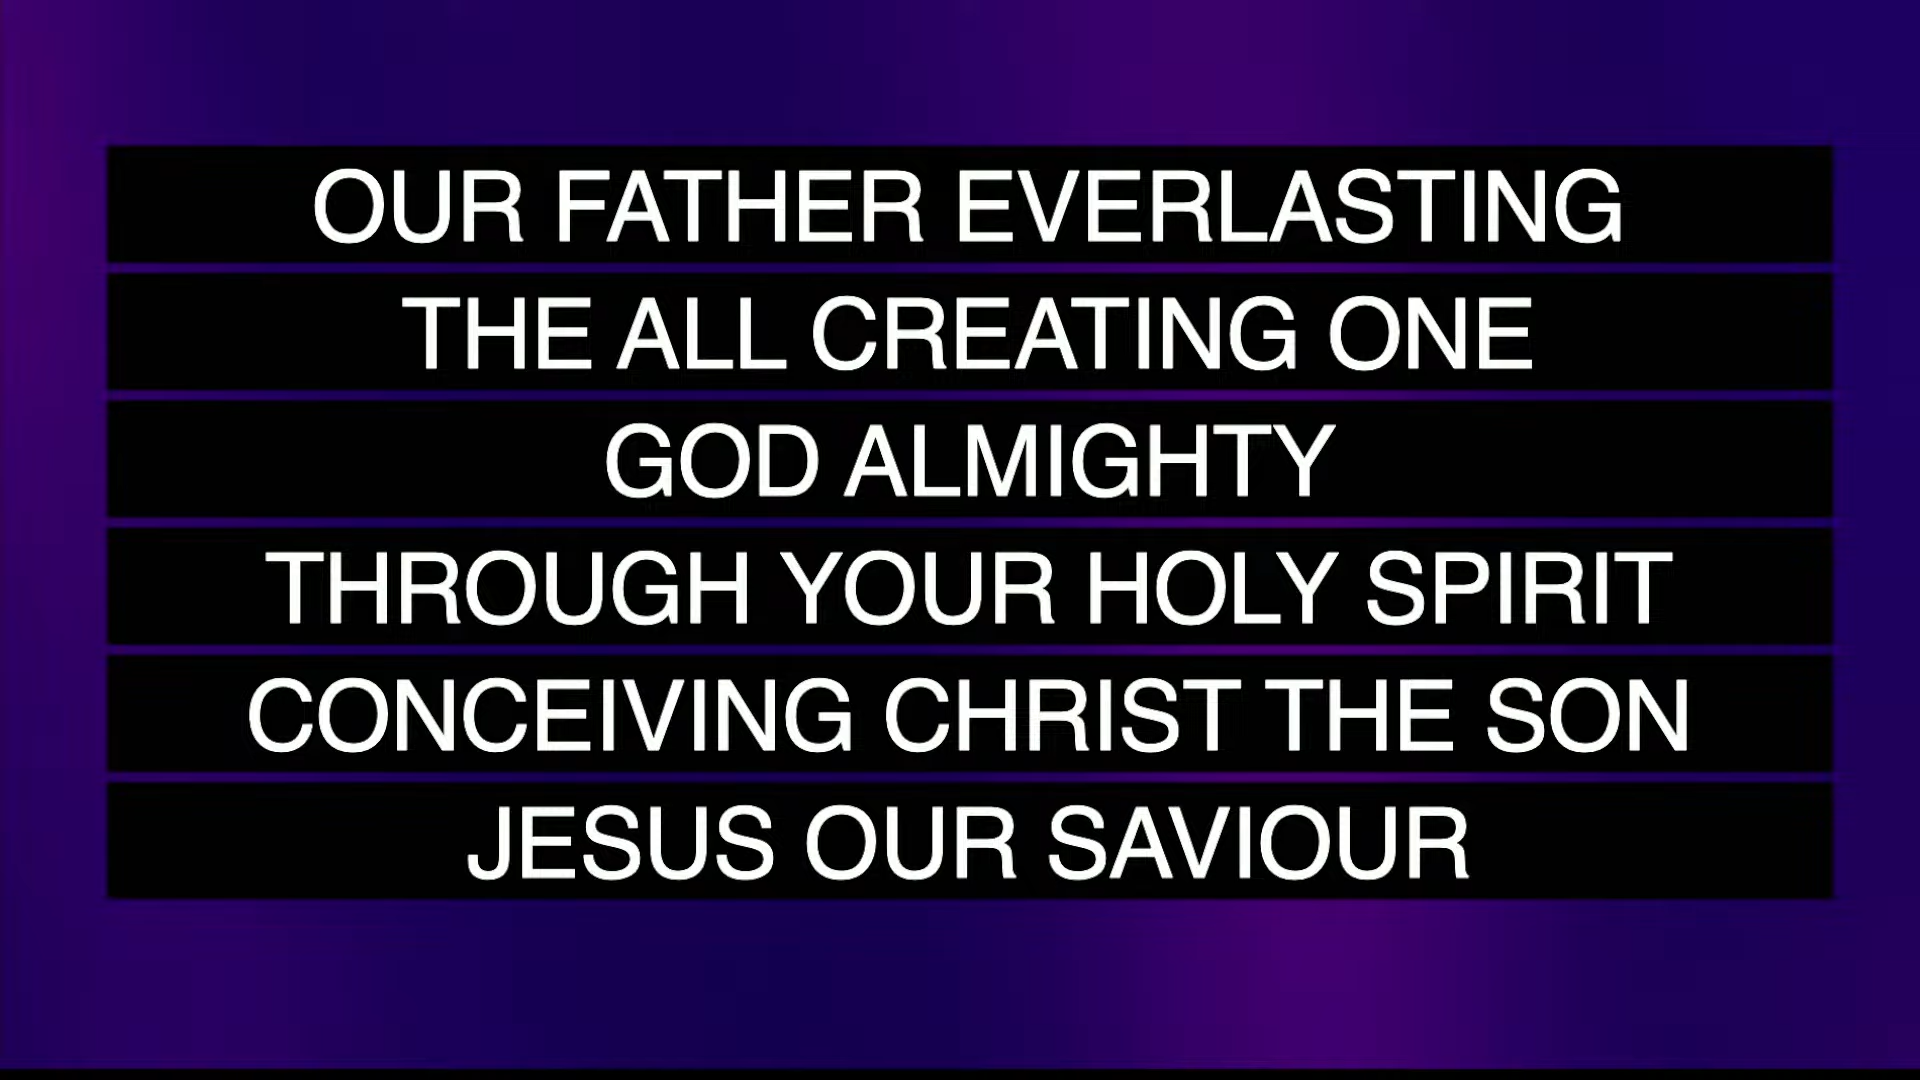 OUR FATHER EVERLASTING
THE ALL CREATING ONE
GOD ALMIGHTY
THROUGH YOUR HOLY SPIRIT
CONCEIVING CHRIST THE SON
JESUS OUR SAVIOUR